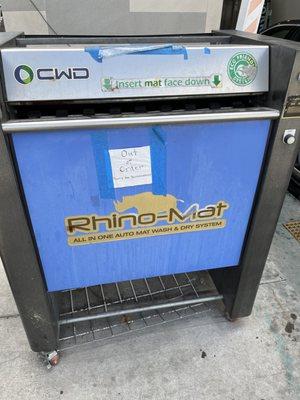 CWD
insert mat face down
Out
of
Order
Rhino-Mat
ALL IN ONE AUTO MAT WASH & DRY SYSTEM